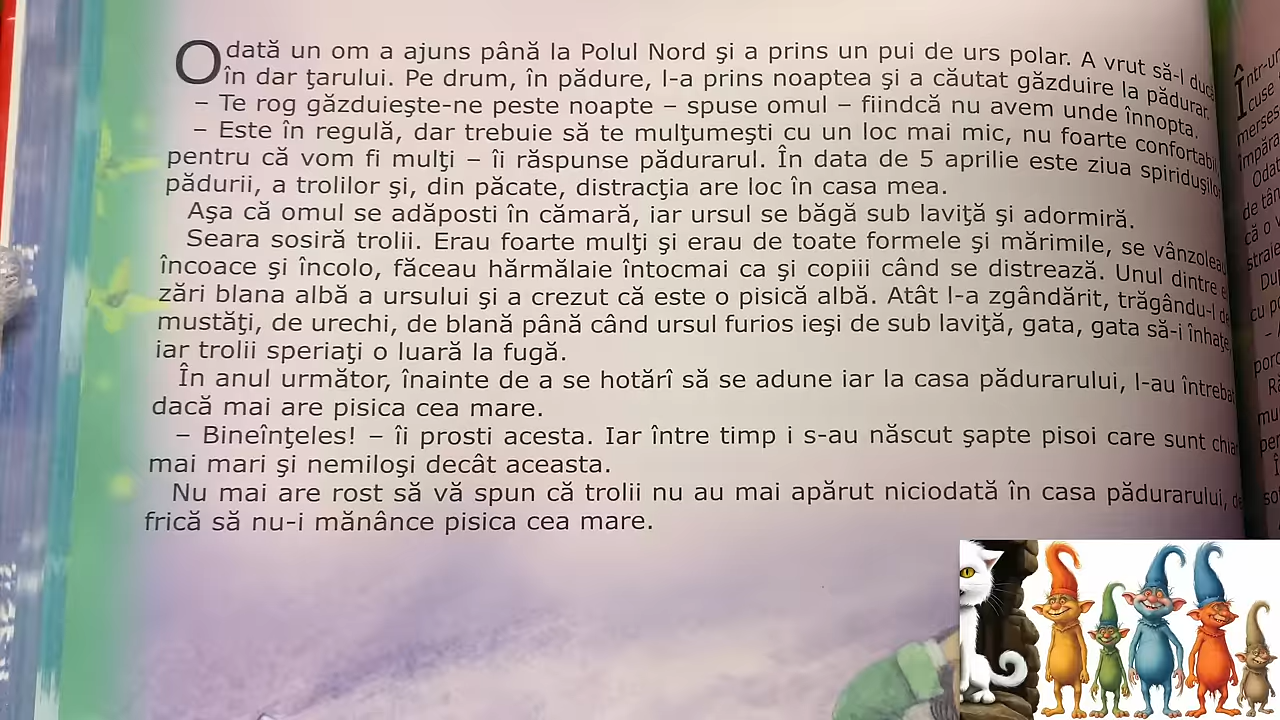 Odată un om a ajuns până la Polul Nord şi a prins un pui de urs polar. A vrut să-l ducă
în dar ţarului. Pe drum, în pădure, l-a prins noaptea şi a căutat găzduire la pădurar.
– Te rog găzduieşte-ne peste noapte – spuse omul – fiindcă nu avem unde înnopta.
– Este în regulă, dar trebuie să te mulţumeşti cu un loc mai mic, nu foarte confortabil,
pentru că vom fi mulţi – îi răspunse pădurarul. În data de 5 aprilie este ziua spiriduşilor
pădurii, a trolilor şi, din păcate, distracţia are loc în casa mea.
Aşa că omul se adăposti în cămară, iar ursul se băgă sub laviţă şi adormiră.
Seara sosiră trolii. Erau foarte mulţi şi erau de toate formele şi mărimile, se vânzoleau
încoace şi încolo, făceau hărmălaie întocmai ca şi copiii când se distrează. Unul dintre
zări blana albă a ursului şi a crezut că este o pisică albă. Atât l-a zgândărit, trăgându-l de
mustăţi, de urechi, de blană până când ursul furios ieşi de sub laviţă, gata, gata să-i înhaţe,
iar trolii speriaţi o luară la fugă.
În anul următor, înainte de a se hotărî să se adune iar la casa pădurarului, l-au întrebat
dacă mai are pisica cea mare.
– Bineînţeles! – îi prosti acesta. Iar între timp i s-au născut şapte pisoi care sunt chiar
mai mari şi nemiloşi decât aceasta.
Nu mai are rost să vă spun că trolii nu au mai apărut niciodată în casa pădurarului, de
frică să nu-i mănânce pisica cea mare.